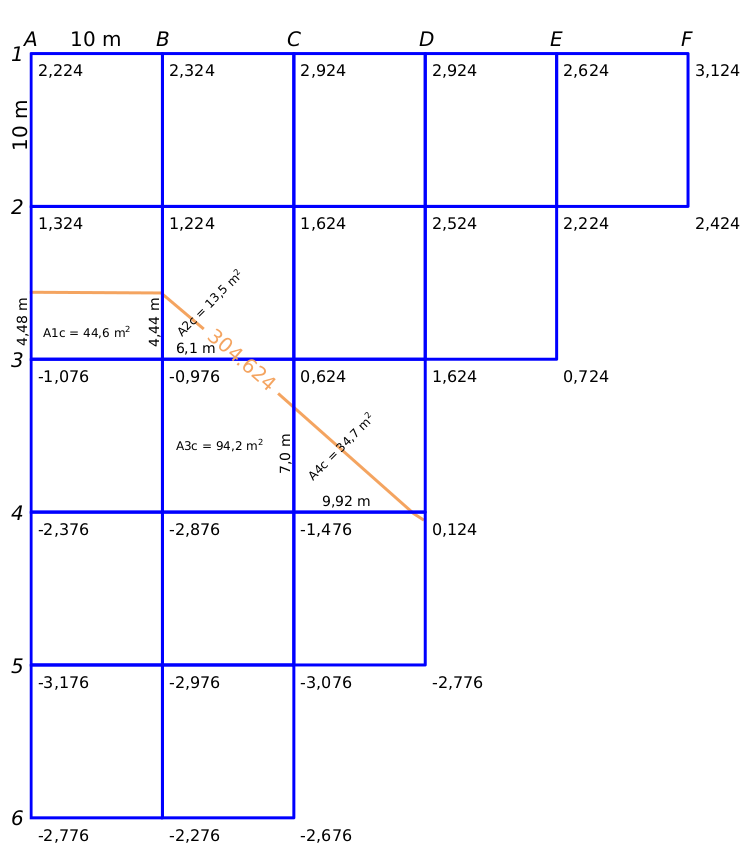 A 10 m B C D E F
1
2,224 2,324 2,924 2,924 2,624 3,124
10 m
2
1,324 1,224 1,624 2,524 2,224 2,424
A2c = 13,5 m²
4,48 m
A1c = 44,6 m²
4,44 m
6,1 m
304.624
3
-1,076 -0,976 0,624 1,624 0,724
A3c = 94,2 m²
7,0 m
A4c = 34,7 m²
9,92 m
4
-2,376 -2,876 -1,476 0,124
5
-3,176 -2,976 -3,076 -2,776
6
-2,776 -2,276 -2,676